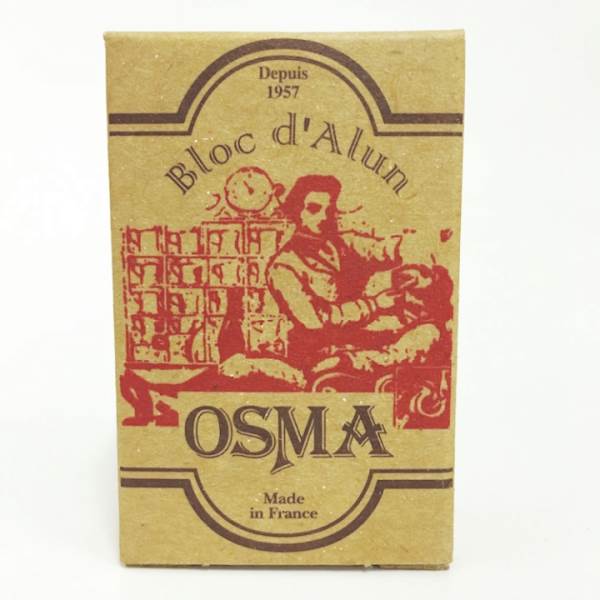 Depuis
1957
Bloc d'Alun
OSMA
Made
in France